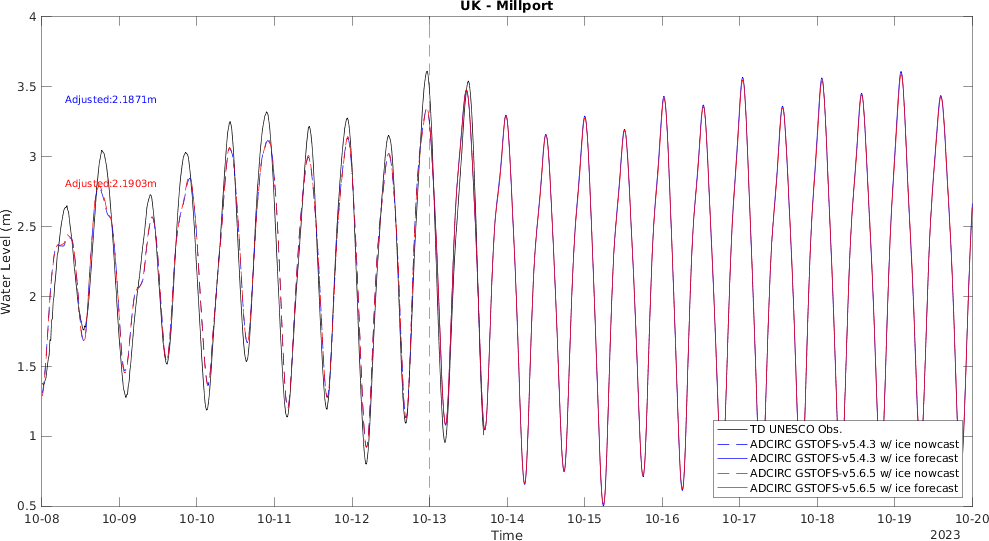 UK - Millport
4
3.5
3
2.5
2
1.5
1
0.5
Water Level (m)
Adjusted:2.1871m
Adjusted:2.1903m
TD UNESCO Obs.
ADCIRC GSTOFS-v5.4.3 w/ ice nowcast
ADCIRC GSTOFS-v5.4.3 w/ ice forecast
ADCIRC GSTOFS-v5.6.5 w/ ice nowcast
ADCIRC GSTOFS-v5.6.5 w/ ice forecast
10-08 10-09 10-10 10-11 10-12 10-13 10-14 10-15 10-16 10-17 10-18 10-19 10-20
Time
2023